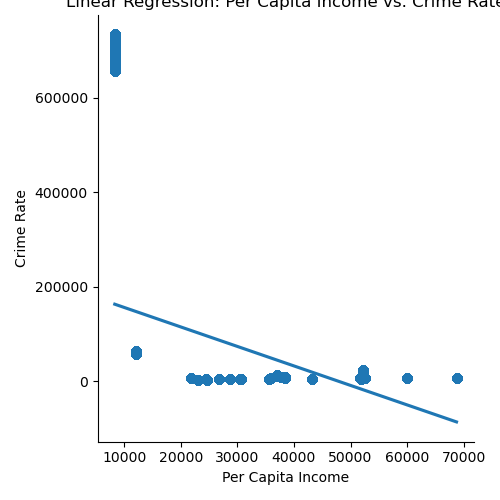 Linear Regression: Per Capita Income vs. Crime Rate
600000
400000
200000
0
Crime Rate
10000 20000 30000 40000 50000 60000 70000
Per Capita Income